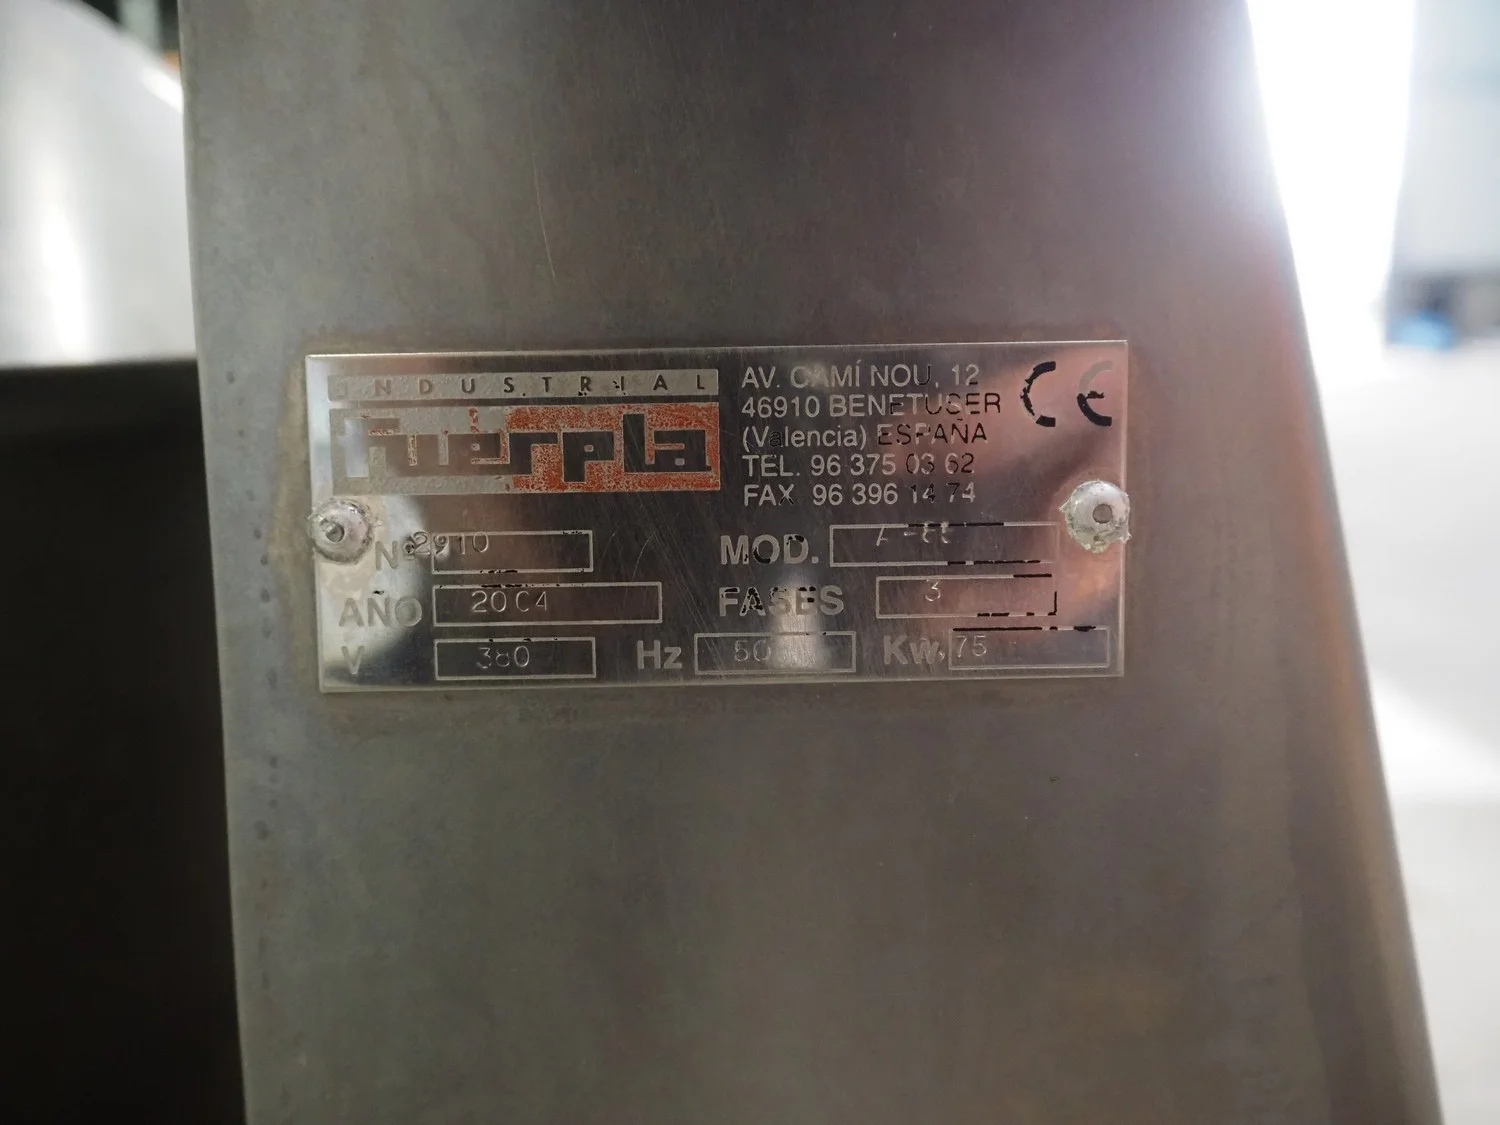 INDUSTRIAL
Fuerpla
AV. CAMÍ NOU, 12
46910 BENETUSER
(Valencia) ESPAÑA
TEL. 96 375 03 62
FAX 96 396 14 74
CE
Nº 2910
MOD.
AÑO 2004
FASES 3
V 380
Hz 50
Kw. 75